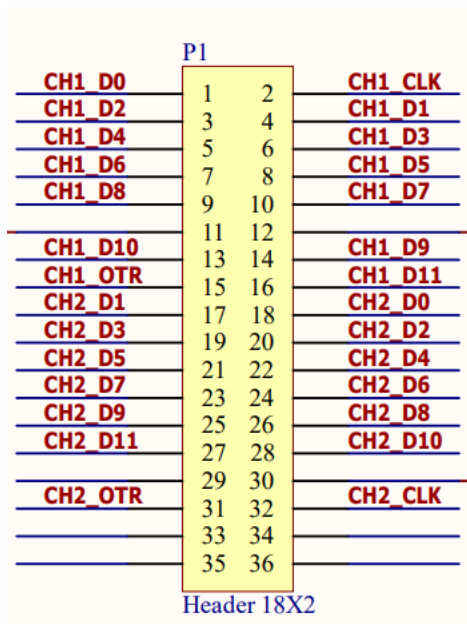 P1
CH1_D0 1 2 CH1_CLK
CH1_D2 3 4 CH1_D1
CH1_D4 5 6 CH1_D3
CH1_D6 7 8 CH1_D5
CH1_D8 9 10 CH1_D7
11 12
CH1_D10 13 14 CH1_D9
CH1_OTR 15 16 CH1_D11
CH2_D1 17 18 CH2_D0
CH2_D3 19 20 CH2_D2
CH2_D5 21 22 CH2_D4
CH2_D7 23 24 CH2_D6
CH2_D9 25 26 CH2_D8
CH2_D11 27 28 CH2_D10
29 30
CH2_OTR 31 32 CH2_CLK
33 34
35 36
Header 18X2